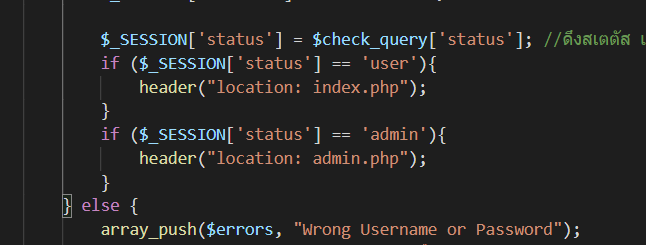 $_SESSION['status'] = $check_query['status']; //ดึงสเตตัส
if ($_SESSION['status'] == 'user'){
header("location: index.php");
}
if ($_SESSION['status'] == 'admin'){
header("location: admin.php");
}
} else {
array_push($errors, "Wrong Username or Password");